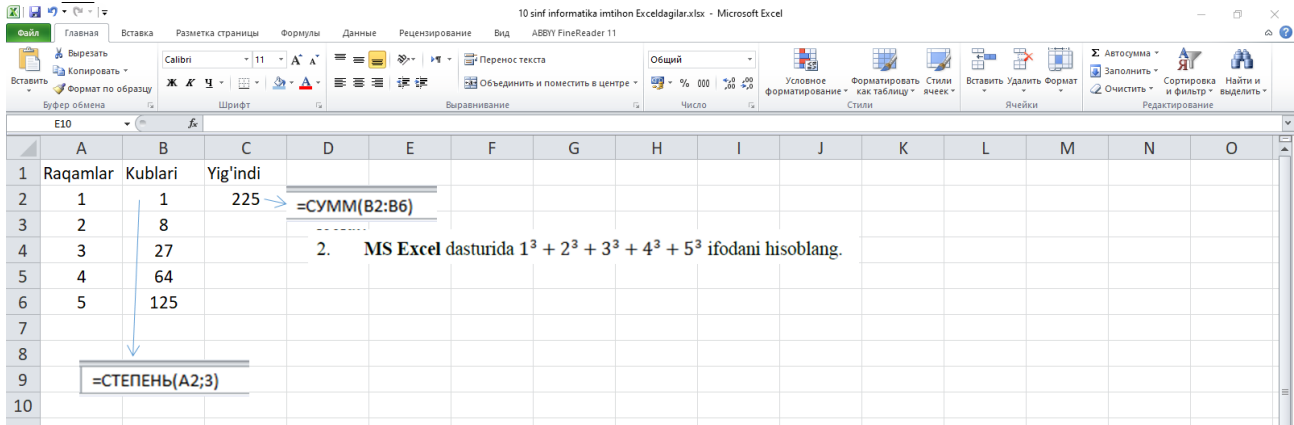 10 sinf informatika imtihon Exceldagilar.xlsx - Microsoft Excel
Файл Главная Вставка Разметка страницы Формулы Данные Рецензирование Вид ABBYY FineReader 11
Вставить
Вырезать
Копировать
Формат по образцу
Буфер обмена
Calibri 11
Ж К Ч
Шрифт
Перенос текста
Объединить и поместить в центре
Выравнивание
Общий
% 000
Число
Условное форматирование
Форматировать как таблицу
Стили ячеек
Стили
Вставить Удалить Формат
Ячейки
Σ Автосумма
Заполнить
Очистить
Сортировка и фильтр
Найти и выделить
Редактирование
E10 fx
A B C D E F G H I J K L M N O
1 Raqamlar Kublari Yig'indi
2 1 1 225 =СУММ(B2:B6)
3 2 8
4 3 27 2. MS Excel dasturida 1³ + 2³ + 3³ + 4³ + 5³ ifodani hisoblang.
5 4 64
6 5 125
7
8
9 =СТЕПЕНЬ(A2;3)
10